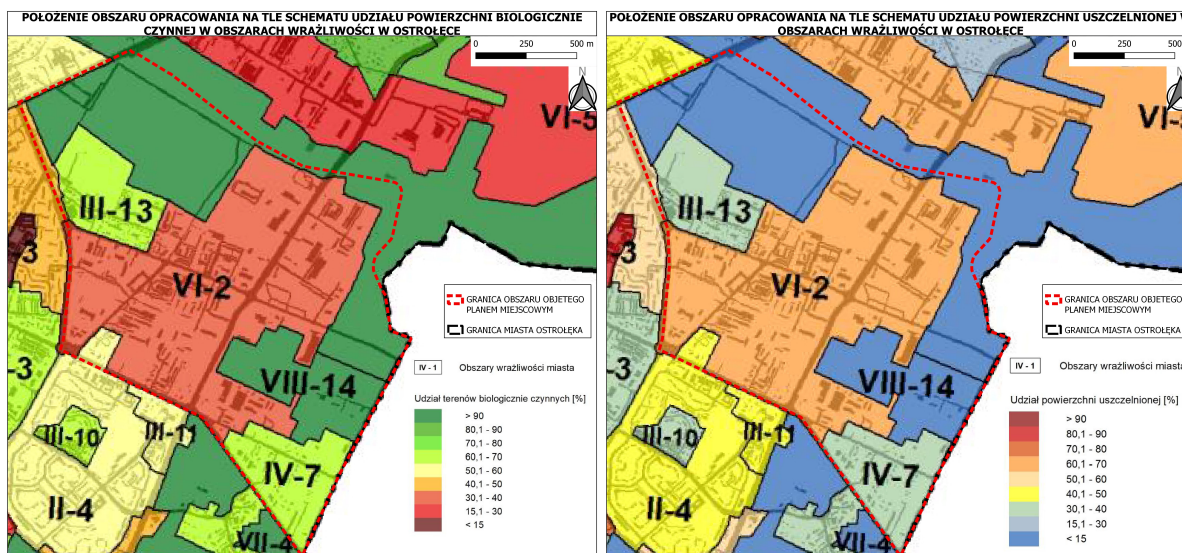 POŁOŻENIE OBSZARU OPRACOWANIA NA TLE SCHEMATU UDZIAŁU POWIERZCHNI BIOLOGICZNIE
CZYNNEJ W OBSZARACH WRAŻLIWOŚCI W OSTROŁĘCE
0 250 500 m
N
VI-5
III-13
3
VI-2
GRANICA OBSZARU OBJĘTEGO
PLANEM MIEJSCOWYM
GRANICA MIASTA OSTROŁĘKA
-3
VIII-14
IV - 1 Obszary wrażliwości miasta
Udział terenów biologicznie czynnych [%]
> 90
80,1 - 90
70,1 - 80
60,1 - 70
50,1 - 60
40,1 - 50
30,1 - 40
15,1 - 30
< 15
III-10
III-11
IV-7
II-4
VII-4
POŁOŻENIE OBSZARU OPRACOWANIA NA TLE SCHEMATU UDZIAŁU POWIERZCHNI USZCZELNIONEJ W
OBSZARACH WRAŻLIWOŚCI W OSTROŁĘCE
0 250 500
N
III-13
3
VI-2
GRANICA OBSZARU OBJĘTEGO
PLANEM MIEJSCOWYM
GRANICA MIASTA OSTROŁĘKA
-3
VIII-14
IV - 1 Obszary wrażliwości miasta
Udział powierzchni uszczelnionej [%]
> 90
80,1 - 90
70,1 - 80
60,1 - 70
50,1 - 60
40,1 - 50
30,1 - 40
15,1 - 30
< 15
III-10
III-11
IV-7
II-4
VII-4